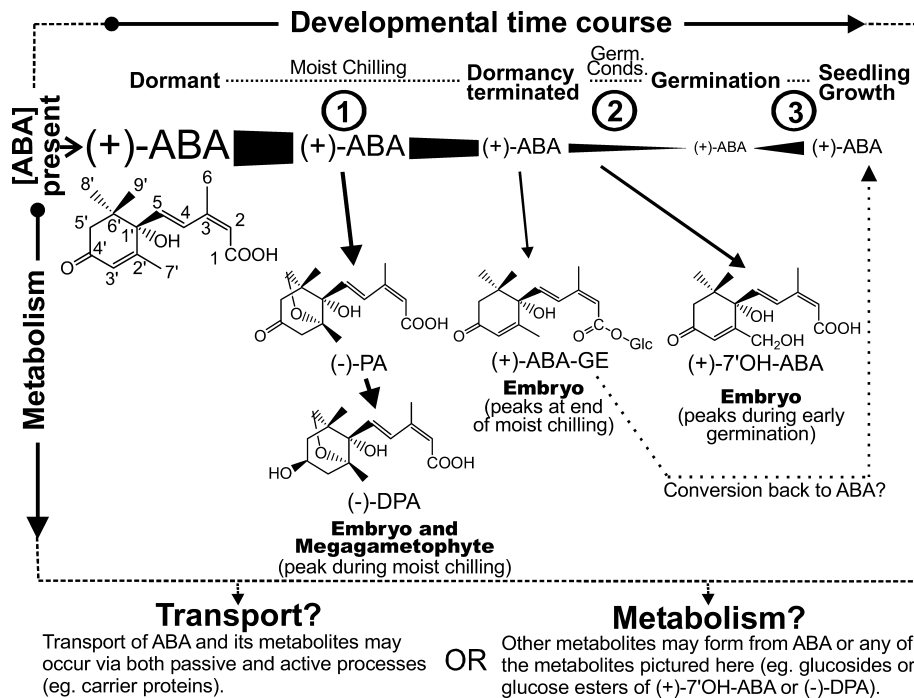 Developmental time course
Dormant
Moist Chilling
Dormancy
terminated
Germ.
Conds.
Germination
Seedling
Growth
1
2
3
[ABA]
present
(+)-ABA
(+)-ABA
(+)-ABA
(+)-ABA
(+)-ABA
8'
9'
6
5'
6'
5
4
3
2
1'
OH
1
COOH
4'
O
3'
2'
7'
Metabolism
O
OH
COOH
O
(-)-PA
OH
O
O
O
Glc
(+)-ABA-GE
Embryo
(peaks at end
of moist chilling)
OH
COOH
O
CH2OH
(+)-7'OH-ABA
Embryo
(peaks during early
germination)
O
OH
COOH
HO
(-)-DPA
Embryo and
Megagametophyte
(peak during moist chilling)
Conversion back to ABA?
Transport?
Transport of ABA and its metabolites may
occur via both passive and active processes
(eg. carrier proteins).
OR
Metabolism?
Other metabolites may form from ABA or any of
the metabolites pictured here (eg. glucosides or
glucose esters of (+)-7'OH-ABA or (-)-DPA).